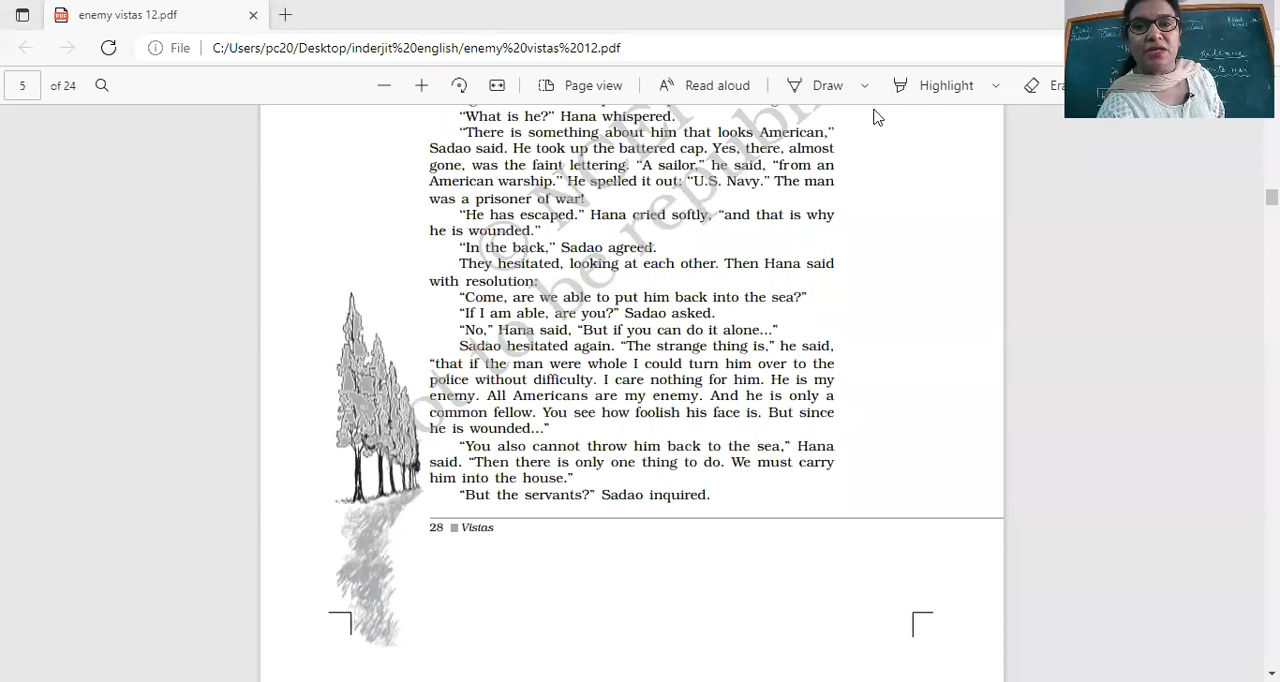 enemy vistas 12.pdf
File
C:/Users/pc20/Desktop/inderjit%20english/enemy%20vistas%2012.pdf
5 of 24
Page view
Read aloud
Draw
Highlight
"What is he?" Hana whispered.
"There is something about him that looks American,"
Sadao said. He took up the battered cap. Yes, there, almost
gone, was the faint lettering. "A sailor," he said, "from an
American warship." He spelled it out: "U.S. Navy." The man
was a prisoner of war!
"He has escaped." Hana cried softly, "and that is why
he is wounded."
"In the back," Sadao agreed.
They hesitated, looking at each other. Then Hana said
with resolution:
"Come, are we able to put him back into the sea?"
"If I am able, are you?" Sadao asked.
"No," Hana said, "But if you can do it alone..."
Sadao hesitated again. "The strange thing is," he said,
"that if the man were whole I could turn him over to the
police without difficulty. I care nothing for him. He is my
enemy. All Americans are my enemy. And he is only a
common fellow. You see how foolish his face is. But since
he is wounded..."
"You also cannot throw him back to the sea," Hana
said. "Then there is only one thing to do. We must carry
him into the house."
"But the servants?" Sadao inquired.
28 Vistas
© NCE
not to be republi